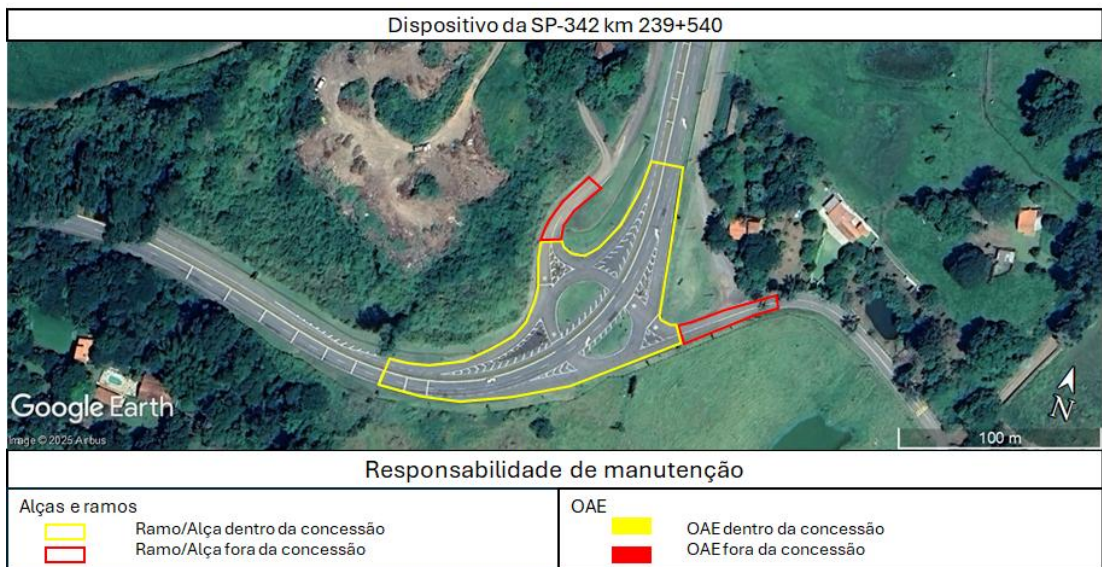 Dispositivo da SP-342 km 239+540
Google Earth
Image © 2025 Airbus
N
100 m
Responsabilidade de manutenção
Alças e ramos
Ramo/Alça dentro da concessão
Ramo/Alça fora da concessão
OAE
OAE dentro da concessão
OAE fora da concessão